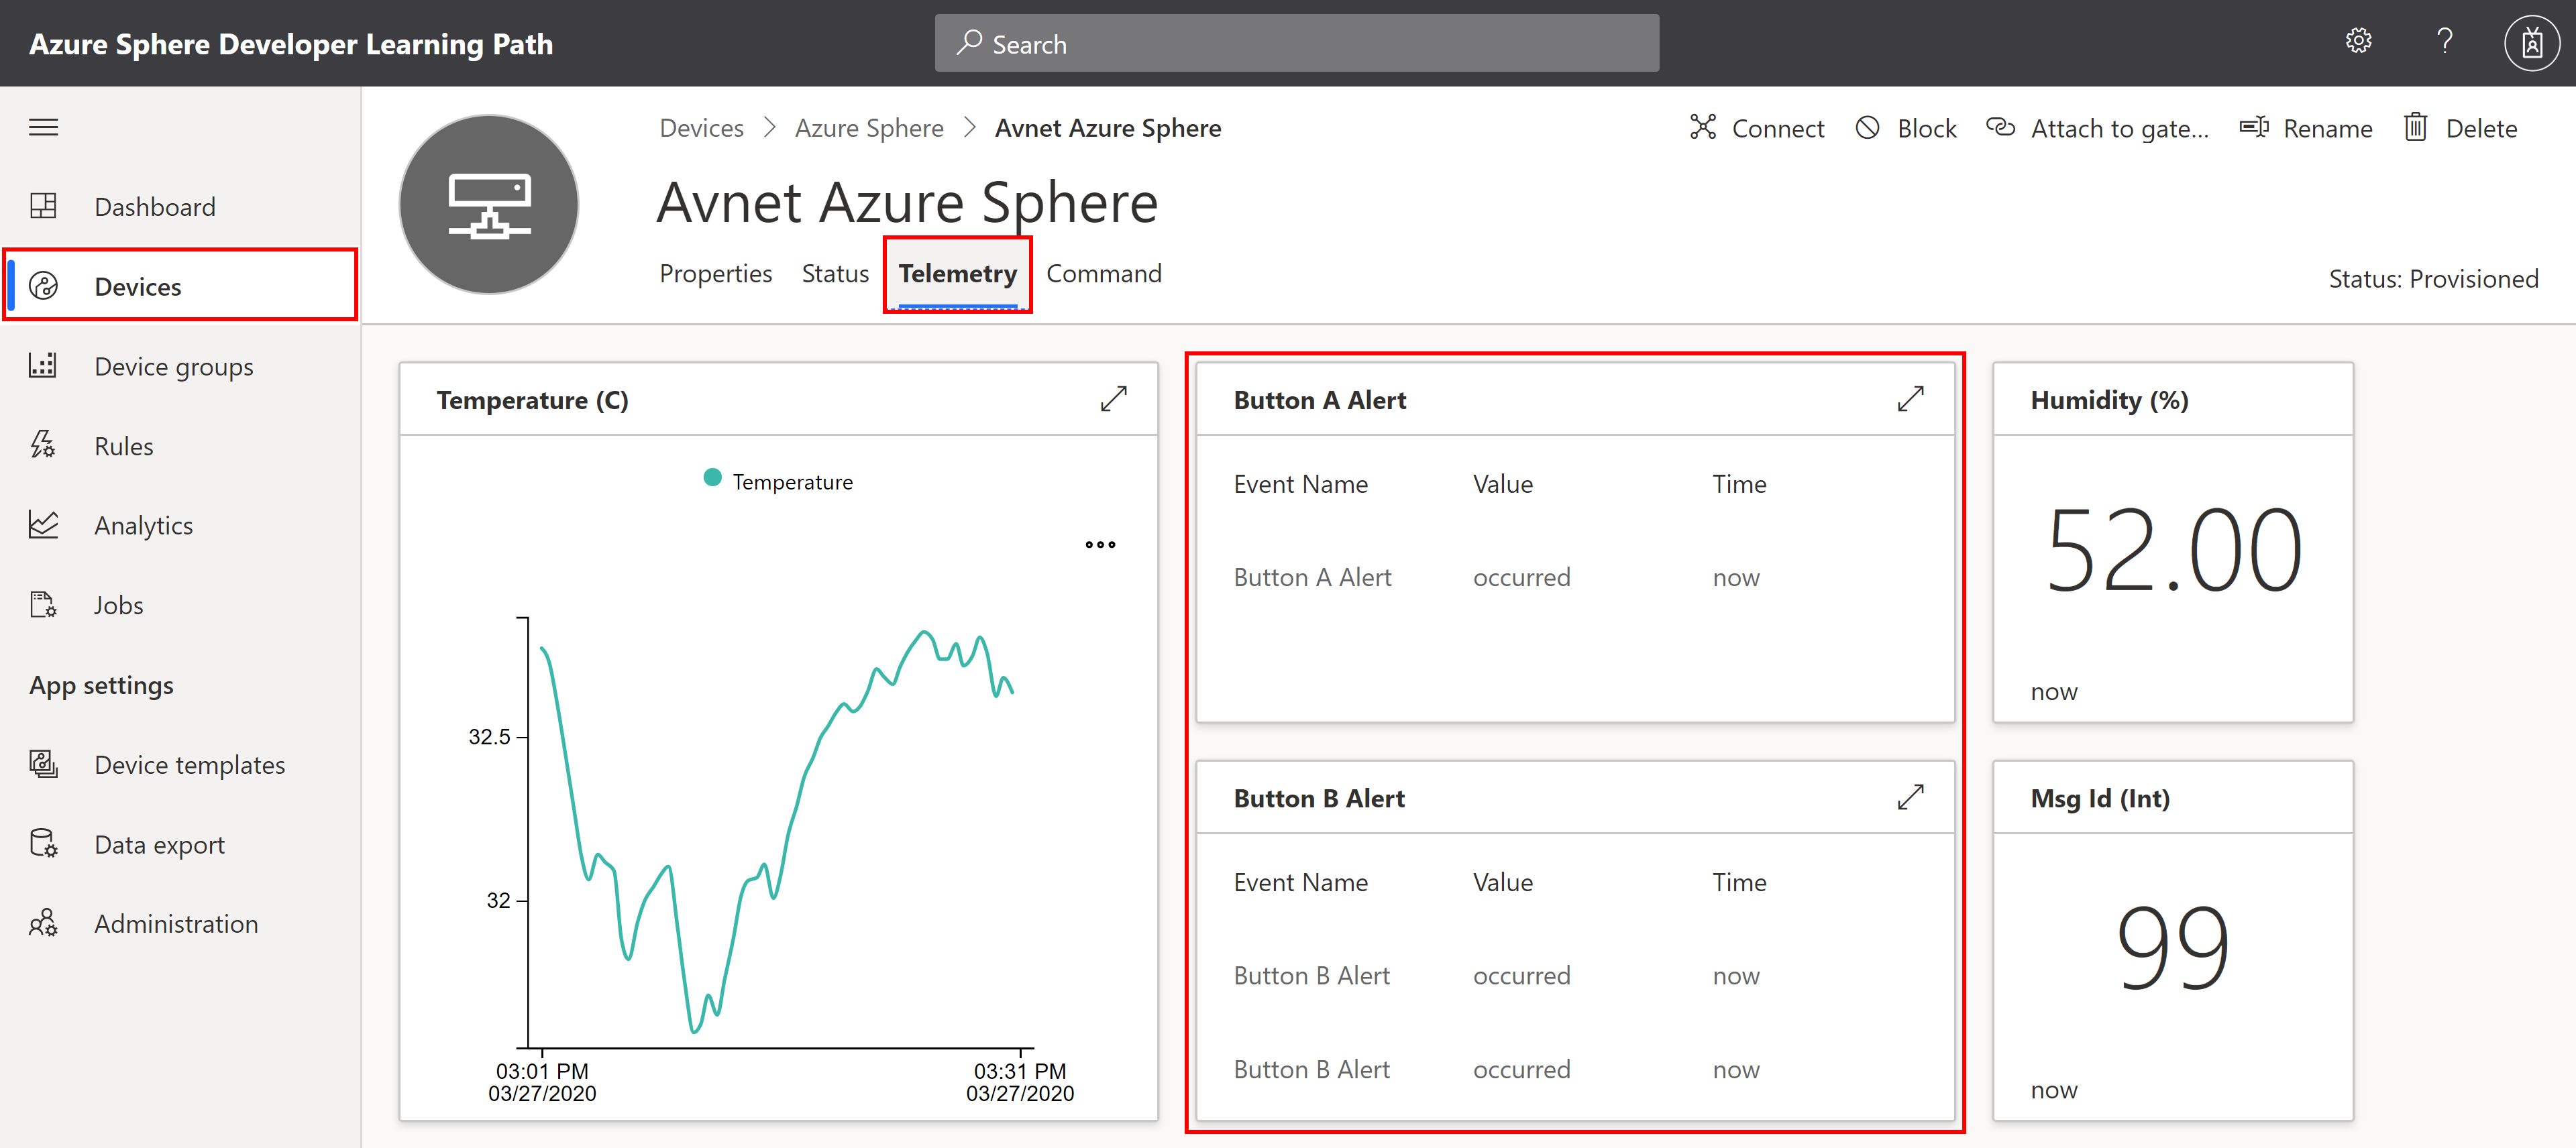 Azure Sphere Developer Learning Path
Search
?
Devices > Azure Sphere > Avnet Azure Sphere
Connect
Block
Attach to gate...
Rename
Delete
Avnet Azure Sphere
Properties
Status
Telemetry
Command
Status: Provisioned
Dashboard
Devices
Device groups
Rules
Analytics
Jobs
App settings
Device templates
Data export
Administration
Temperature (C)
Temperature
32.5
32
03:01 PM
03/27/2020
03:31 PM
03/27/2020
Button A Alert
Event Name Value Time
Button A Alert occurred now
Button B Alert
Event Name Value Time
Button B Alert occurred now
Button B Alert occurred now
Humidity (%)
52.00
now
Msg Id (Int)
99
now